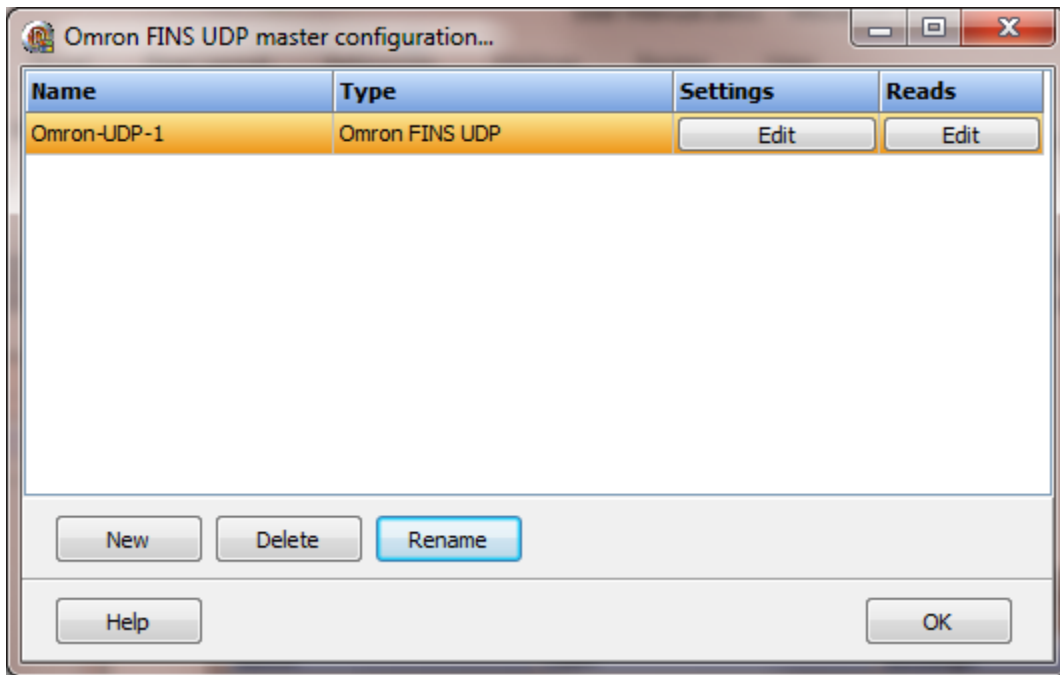 Omron FINS UDP master configuration...
Name Type Settings Reads
Omron-UDP-1 Omron FINS UDP Edit Edit
New Delete Rename
Help OK